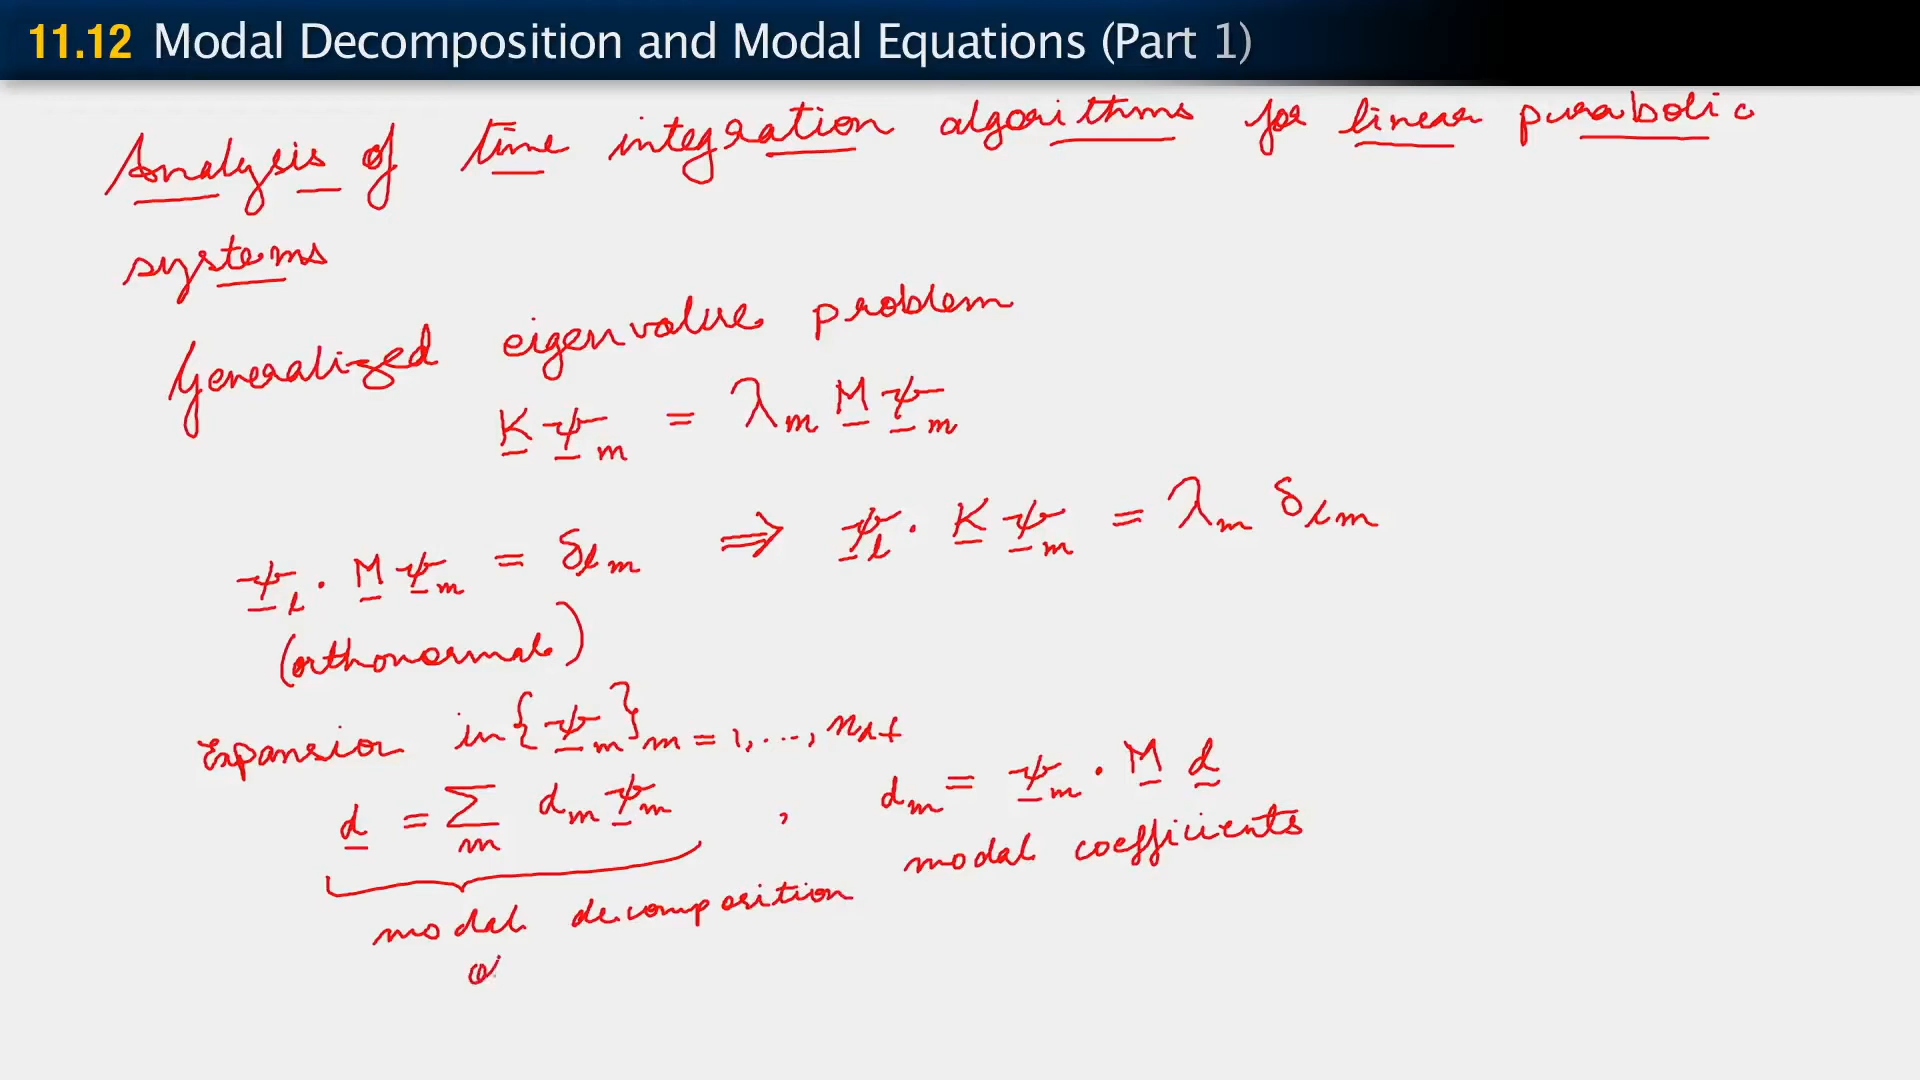 11.12 Modal Decomposition and Modal Equations (Part 1)
Analysis of time integration algorithms for linear parabolic
systems
Generalized eigenvalue problem
K ψ_m = λ_m M ψ_m
ψ_l · M ψ_m = δ_lm ⇒ ψ_l · K ψ_m = λ_m δ_lm
(orthonormal)
Expansion in {ψ_m}_m = 1, ..., n_df
d = Σ_m d_m ψ_m , d_m = ψ_m · M d
modal coefficients
modal decomposition